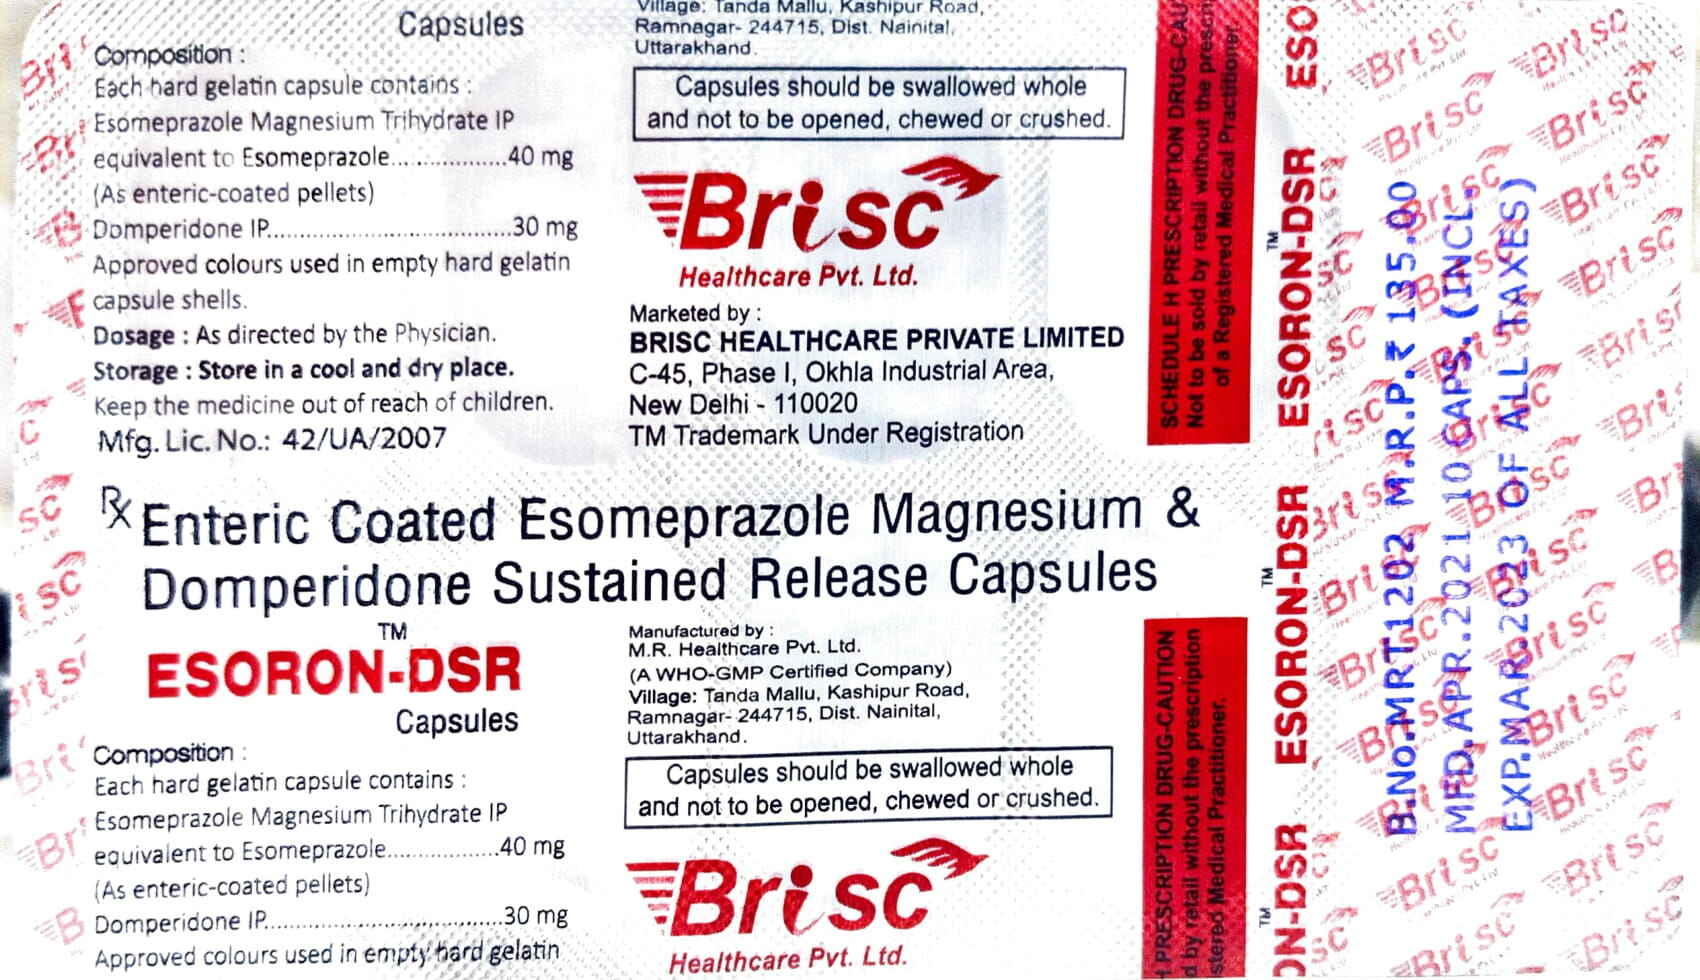 Capsules
Composition :
Each hard gelatin capsule contains :
Esomeprazole Magnesium Trihydrate IP
equivalent to Esomeprazole..................40 mg
(As enteric-coated pellets)
Domperidone IP......................................30 mg
Approved colours used in empty hard gelatin
capsule shells.
Dosage : As directed by the Physician.
Storage : Store in a cool and dry place.
Keep the medicine out of reach of children.
Mfg. Lic. No.: 42/UA/2007
Village: Tanda Mallu, Kashipur Road,
Ramnagar- 244715, Dist. Nainital,
Uttarakhand.
Capsules should be swallowed whole
and not to be opened, chewed or crushed.
Brisc
Healthcare Pvt. Ltd.
Marketed by :
BRISC HEALTHCARE PRIVATE LIMITED
C-45, Phase I, Okhla Industrial Area,
New Delhi - 110020
TM Trademark Under Registration
SCHEDULE H PRESCRIPTION DRUG-CAU
Not to be sold by retail without the prescri
of a Registered Medical Practitioner.
Rx Enteric Coated Esomeprazole Magnesium &
Domperidone Sustained Release Capsules
TM
ESORON-DSR
Capsules
Composition :
Each hard gelatin capsule contains :
Esomeprazole Magnesium Trihydrate IP
equivalent to Esomeprazole.................40 mg
(As enteric-coated pellets)
Domperidone IP....................................30 mg
Approved colours used in empty hard gelatin
Manufactured by :
M.R. Healthcare Pvt. Ltd.
(A WHO-GMP Certified Company)
Village: Tanda Mallu, Kashipur Road,
Ramnagar- 244715, Dist. Nainital,
Uttarakhand.
Capsules should be swallowed whole
and not to be opened, chewed or crushed.
Brisc
Healthcare Pvt. Ltd.
PRESCRIPTION DRUG-CAUTION
d by retail without the prescription
stered Medical Practitioner.
ESO
TM
ESORON-DSR
TM
ESORON-DSR
TM
ON-DSR
B.No.MRT1202 M.R.P.₹ 135.00
MFD.APR.2021 10 CAPS. (INCL.
EXP.MAR.2023 OF ALL TAXES)